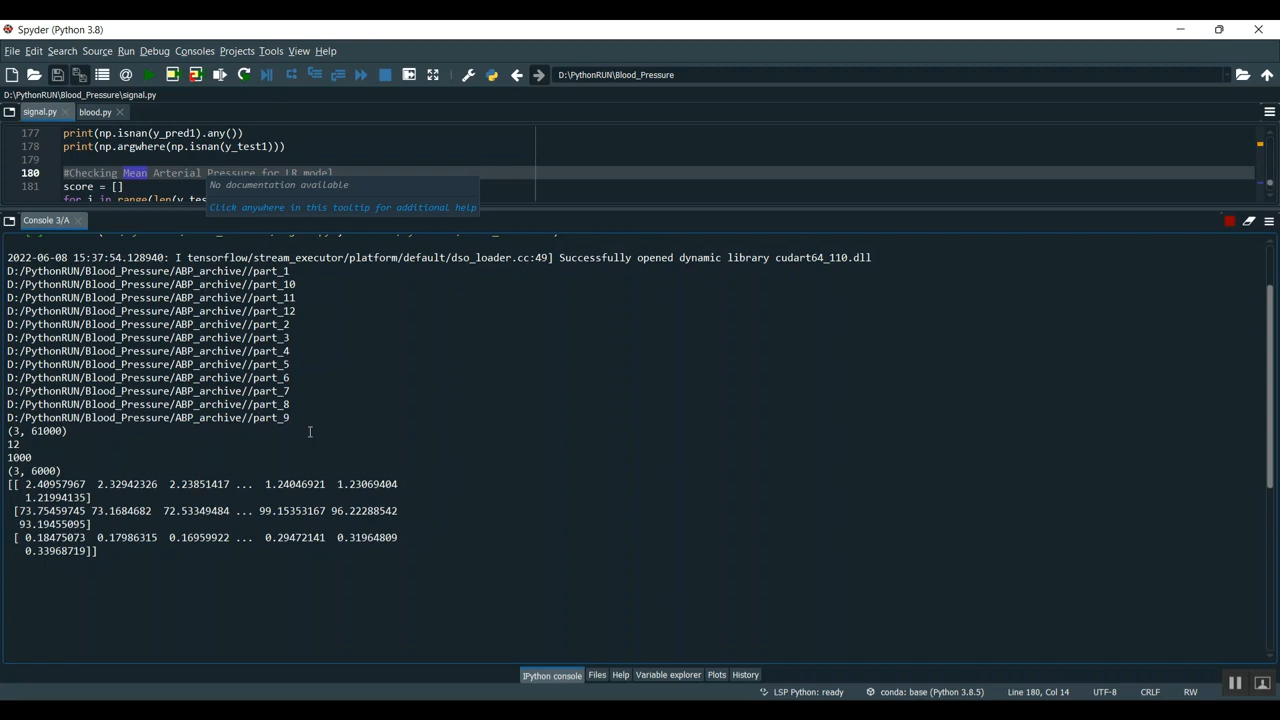 Spyder (Python 3.8)
File Edit Search Source Run Debug Consoles Projects Tools View Help
D:\PythonRUN\Blood_Pressure
D:\PythonRUN\Blood_Pressure\signal.py
signal.py blood.py
177 print(np.isnan(y_pred1).any())
178 print(np.argwhere(np.isnan(y_test1)))
179
180 #Checking Mean Arterial Pressure for LR model
No documentation available
181 score = []
for i in range(len(y_tes
Click anywhere in this tooltip for additional help
Console 3/A
2022-06-08 15:37:54.128940: I tensorflow/stream_executor/platform/default/dso_loader.cc:49] Successfully opened dynamic library cudart64_110.dll
D:/PythonRUN/Blood_Pressure/ABP_archive//part_1
D:/PythonRUN/Blood_Pressure/ABP_archive//part_10
D:/PythonRUN/Blood_Pressure/ABP_archive//part_11
D:/PythonRUN/Blood_Pressure/ABP_archive//part_12
D:/PythonRUN/Blood_Pressure/ABP_archive//part_2
D:/PythonRUN/Blood_Pressure/ABP_archive//part_3
D:/PythonRUN/Blood_Pressure/ABP_archive//part_4
D:/PythonRUN/Blood_Pressure/ABP_archive//part_5
D:/PythonRUN/Blood_Pressure/ABP_archive//part_6
D:/PythonRUN/Blood_Pressure/ABP_archive//part_7
D:/PythonRUN/Blood_Pressure/ABP_archive//part_8
D:/PythonRUN/Blood_Pressure/ABP_archive//part_9
(3, 61000)
12
1000
(3, 6000)
[[ 2.40957967 2.32942326 2.23851417 ... 1.24046921 1.23069404
1.21994135]
[73.75459745 73.1684682 72.53349484 ... 99.15353167 96.22288542
93.19455095]
[ 0.18475073 0.17986315 0.16959922 ... 0.29472141 0.31964809
0.33968719]]
IPython console Files Help Variable explorer Plots History
LSP Python: ready conda: base (Python 3.8.5) Line 180, Col 14 UTF-8 CRLF RW